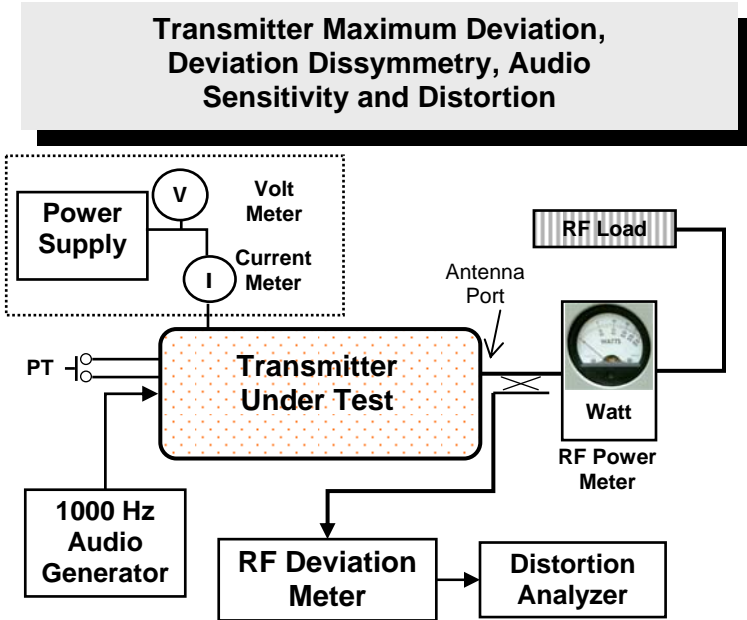 Transmitter Maximum Deviation,
Deviation Dissymmetry, Audio
Sensitivity and Distortion
V
Volt
Meter
Power
Supply
Current
Meter
I
RF Load
Antenna
Port
PT
Transmitter
Under Test
WATTS
Watt
RF Power
Meter
1000 Hz
Audio
Generator
RF Deviation
Meter
Distortion
Analyzer